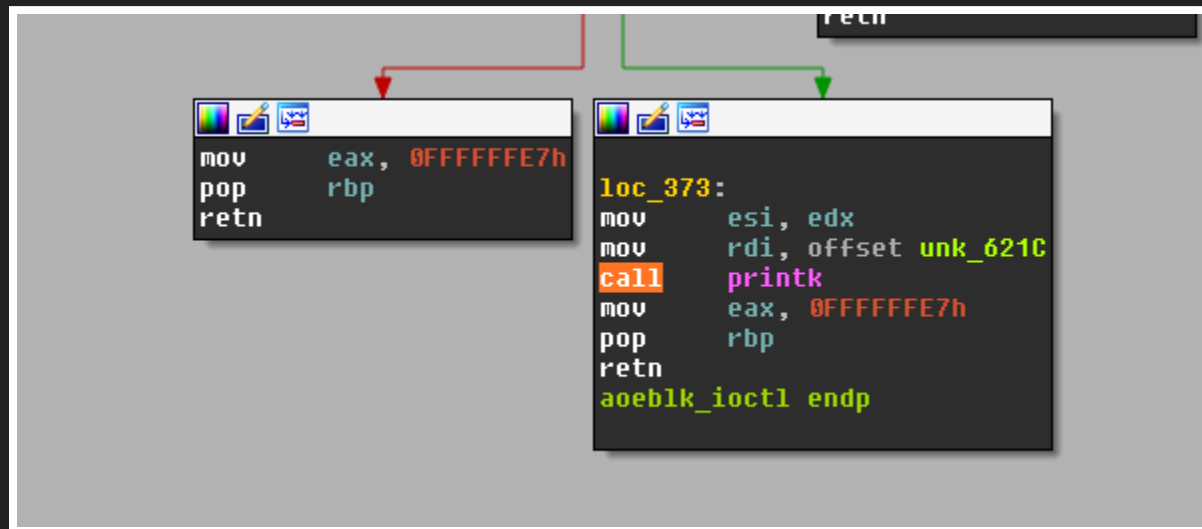 retn
mov eax, 0FFFFFFE7h
pop rbp
retn
loc_373:
mov esi, edx
mov rdi, offset unk_621C
call printk
mov eax, 0FFFFFFE7h
pop rbp
retn
aoeblk_ioctl endp